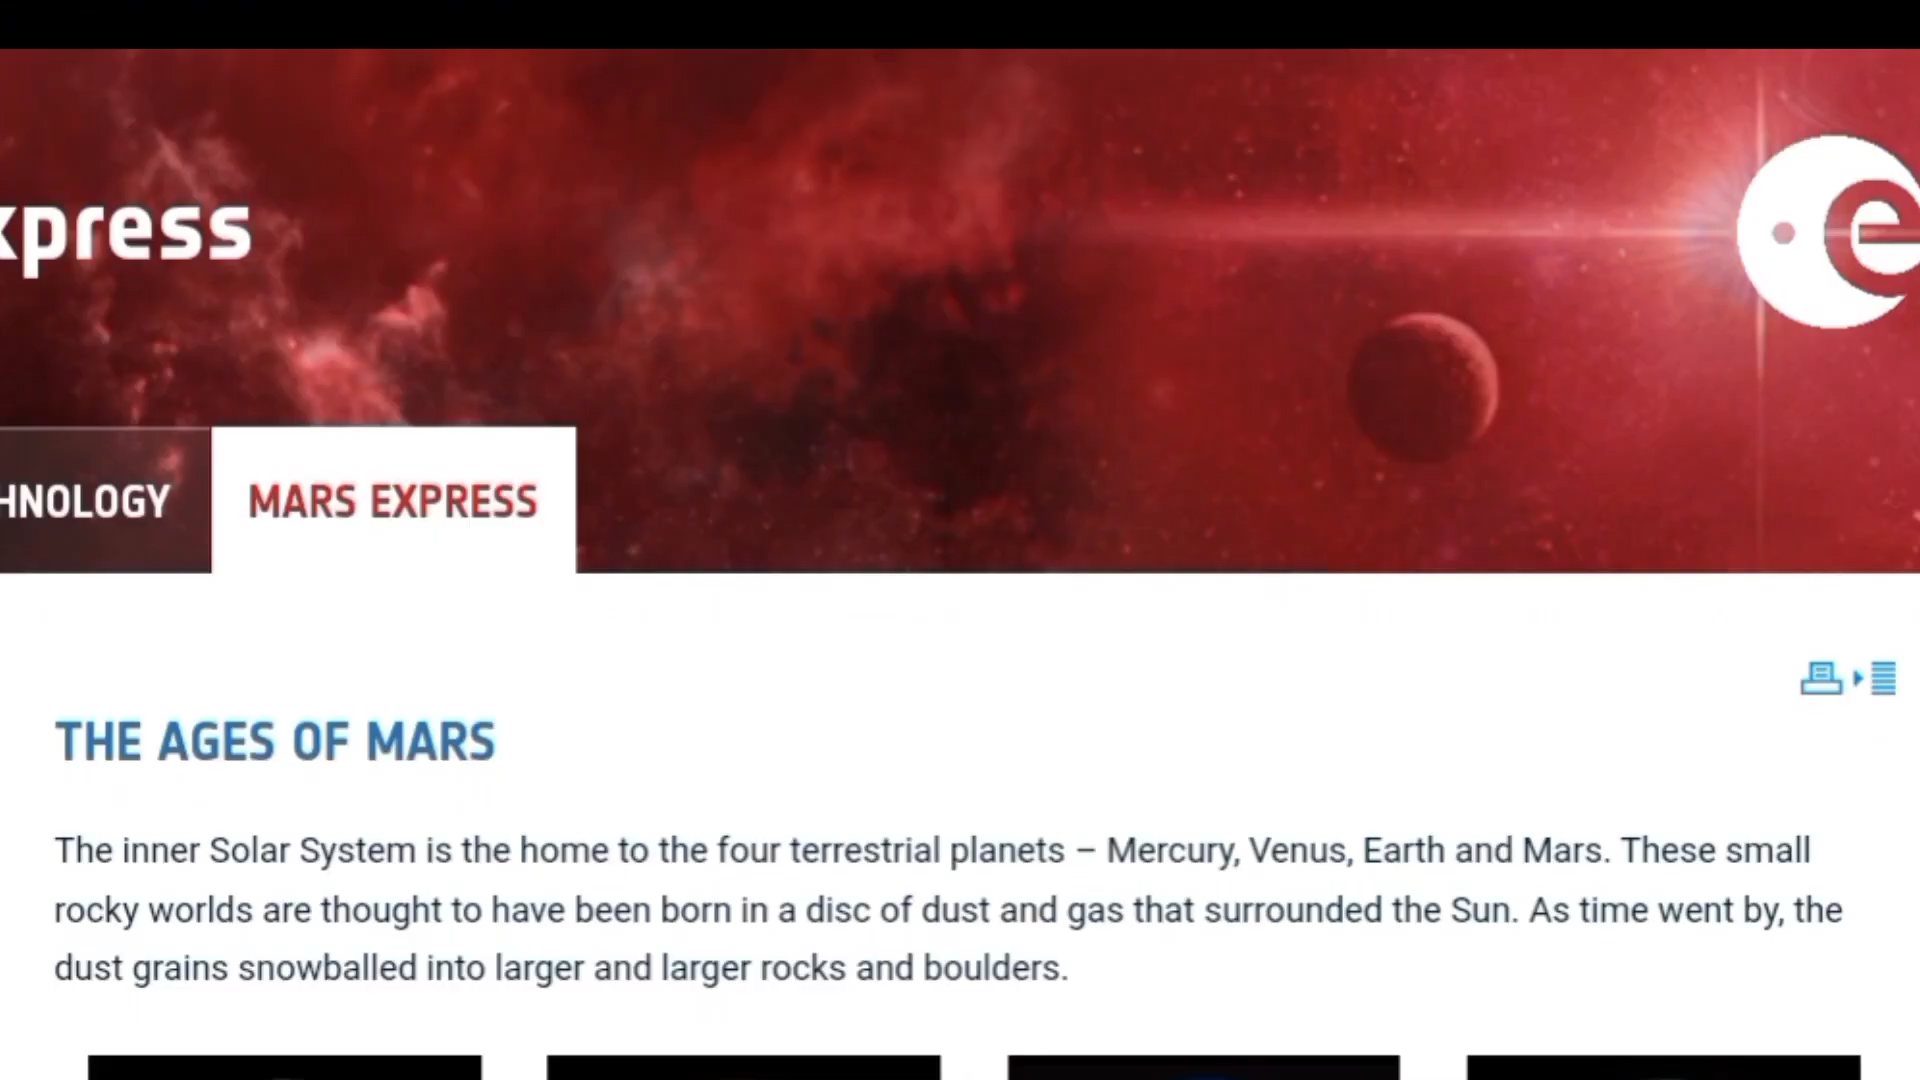 xpress
e
HNOLOGY
MARS EXPRESS
THE AGES OF MARS
The inner Solar System is the home to the four terrestrial planets – Mercury, Venus, Earth and Mars. These small
rocky worlds are thought to have been born in a disc of dust and gas that surrounded the Sun. As time went by, the
dust grains snowballed into larger and larger rocks and boulders.